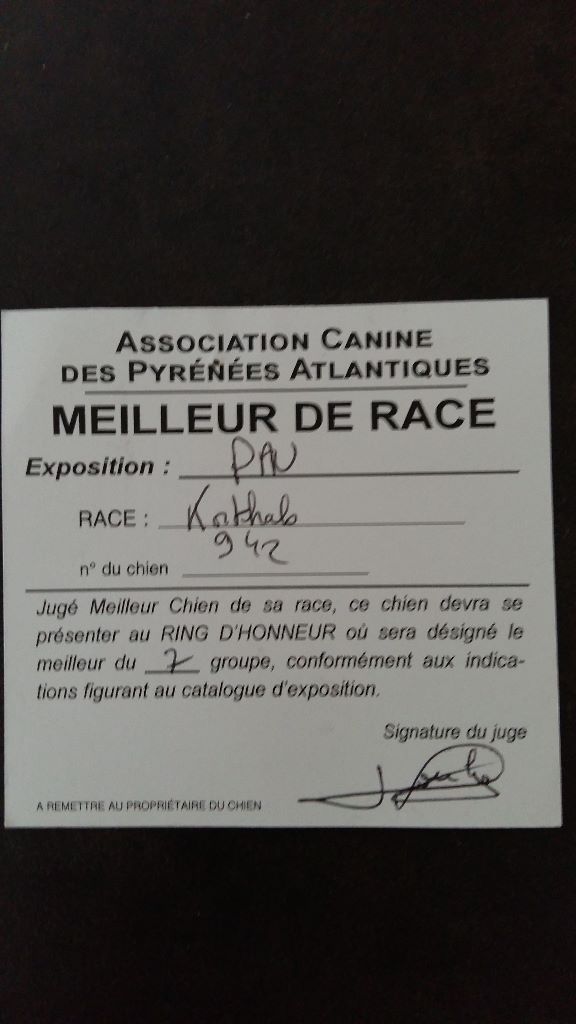 ASSOCIATION CANINE
DES PYRÉNÉES ATLANTIQUES
MEILLEUR DE RACE
Exposition : PAU
RACE : Korthals
n° du chien 942
Jugé Meilleur Chien de sa race, ce chien devra se
présenter au RING D'HONNEUR où sera désigné le
meilleur du 7 groupe, conformément aux indica-
tions figurant au catalogue d'exposition.
Signature du juge
A REMETTRE AU PROPRIÉTAIRE DU CHIEN